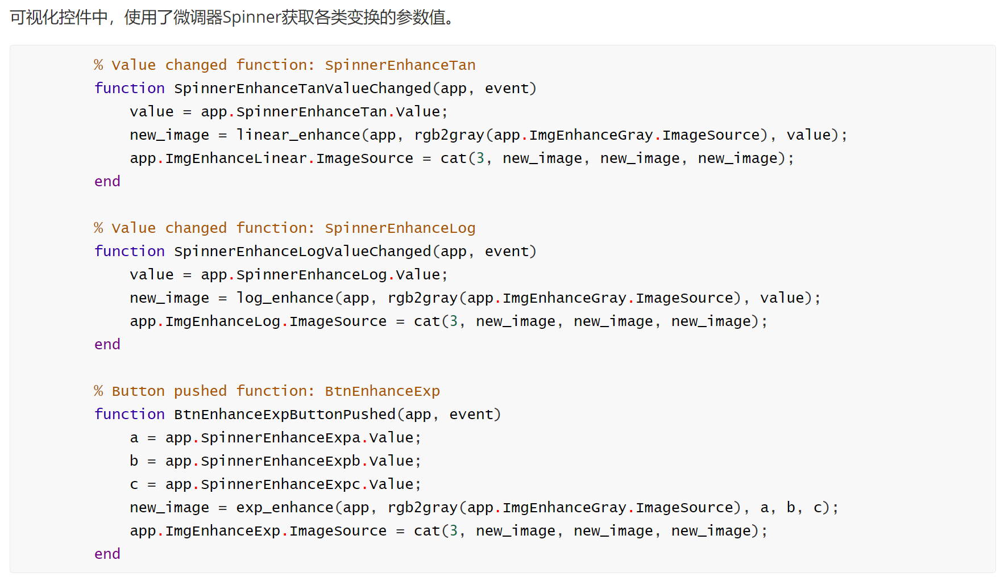 可视化控件中，使用了微调器Spinner获取各类变换的参数值。
% Value changed function: SpinnerEnhanceTan
function SpinnerEnhanceTanValueChanged(app, event)
    value = app.SpinnerEnhanceTan.Value;
    new_image = linear_enhance(app, rgb2gray(app.ImgEnhanceGray.ImageSource), value);
    app.ImgEnhanceLinear.ImageSource = cat(3, new_image, new_image, new_image);
end
% Value changed function: SpinnerEnhanceLog
function SpinnerEnhanceLogValueChanged(app, event)
    value = app.SpinnerEnhanceLog.Value;
    new_image = log_enhance(app, rgb2gray(app.ImgEnhanceGray.ImageSource), value);
    app.ImgEnhanceLog.ImageSource = cat(3, new_image, new_image, new_image);
end
% Button pushed function: BtnEnhanceExp
function BtnEnhanceExpButtonPushed(app, event)
    a = app.SpinnerEnhanceExpa.Value;
    b = app.SpinnerEnhanceExpb.Value;
    c = app.SpinnerEnhanceExpc.Value;
    new_image = exp_enhance(app, rgb2gray(app.ImgEnhanceGray.ImageSource), a, b, c);
    app.ImgEnhanceExp.ImageSource = cat(3, new_image, new_image, new_image);
end